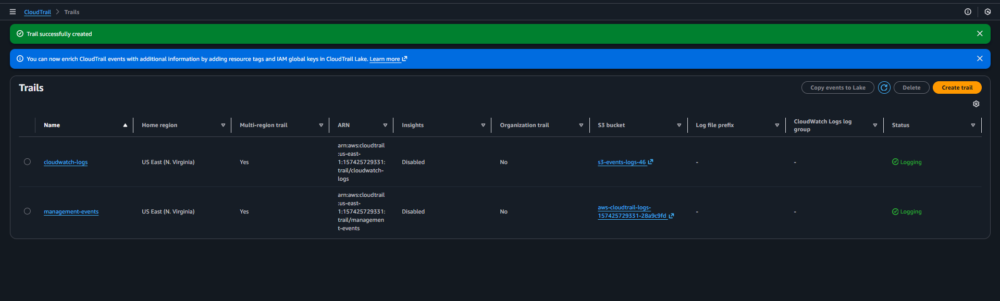 CloudTrail > Trails
Trail successfully created
You can now enrich CloudTrail events with additional information by adding resource tags and IAM global keys in CloudTrail Lake. Learn more
Trails
Copy events to Lake
Delete
Create trail
Name
Home region
Multi-region trail
ARN
Insights
Organization trail
S3 bucket
Log file prefix
CloudWatch Logs log
group
Status
cloudwatch-logs
US East (N. Virginia)
Yes
arn:aws:cloudtrail
:us-east-
1:157425729331:
trail/cloudwatch-
logs
Disabled
No
s3-events-logs-46
-
-
Logging
management-events
US East (N. Virginia)
Yes
arn:aws:cloudtrail
:us-east-
1:157425729331:
trail/managemen
t-events
Disabled
No
aws-cloudtrail-logs-
157425729331-28a9c9fd
-
-
Logging